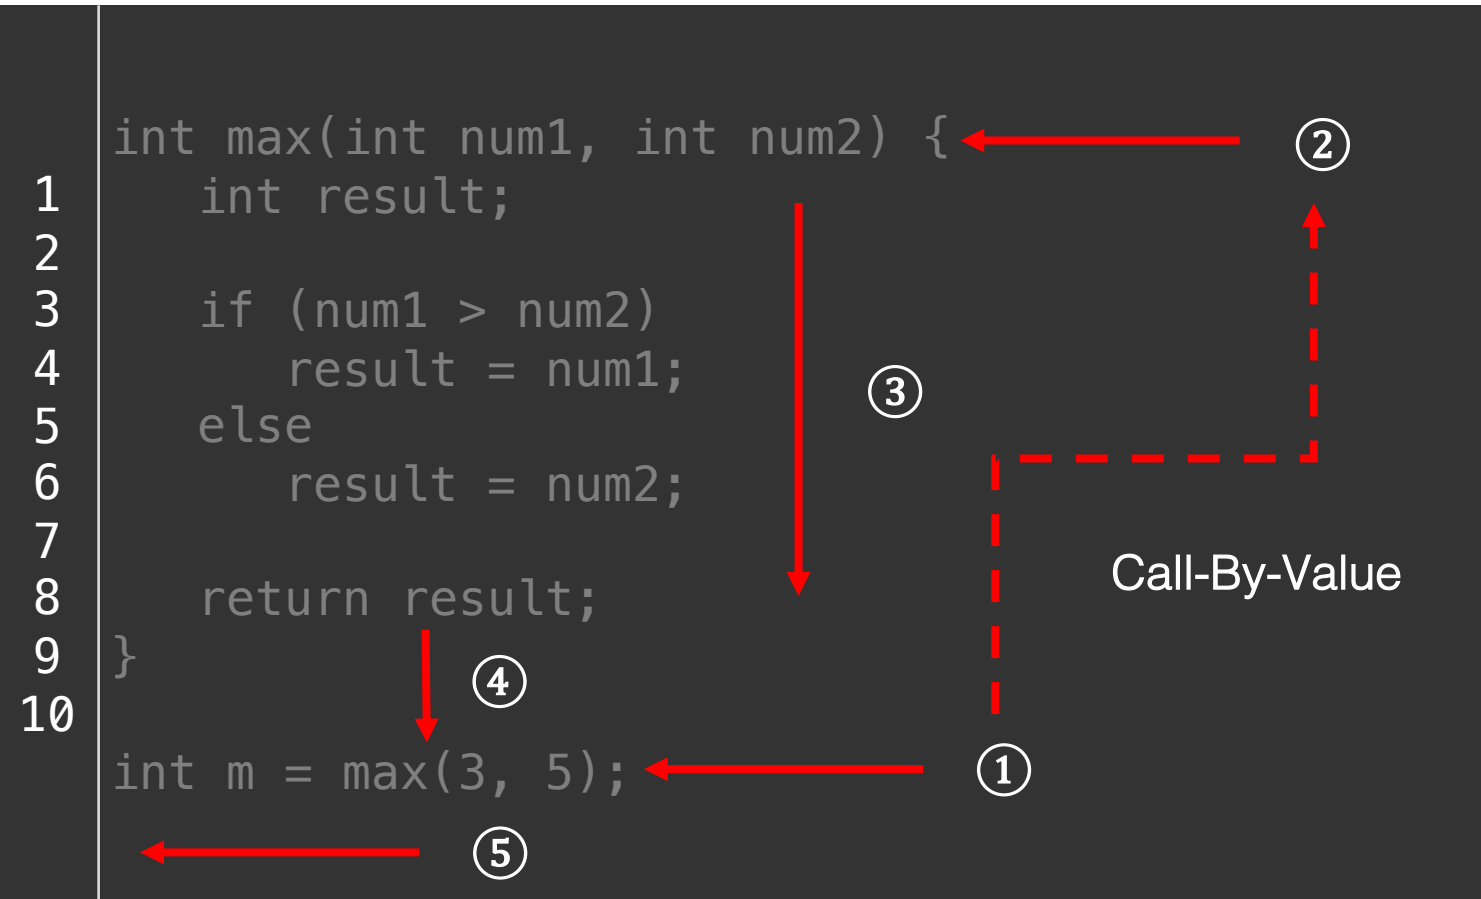 int max(int num1, int num2) { ②
1 int result;
2
3 if (num1 > num2)
4 result = num1;
③
5 else
6 result = num2;
7
Call-By-Value
8 return result;
9 }
④
10
int m = max(3, 5); ①
⑤